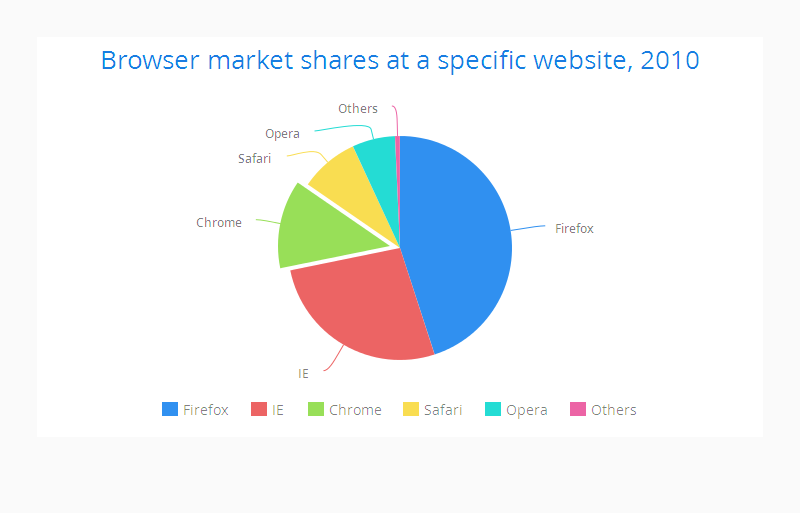 Browser market shares at a specific website, 2010
Others
Opera
Safari
Chrome
Firefox
IE
Firefox IE Chrome Safari Opera Others